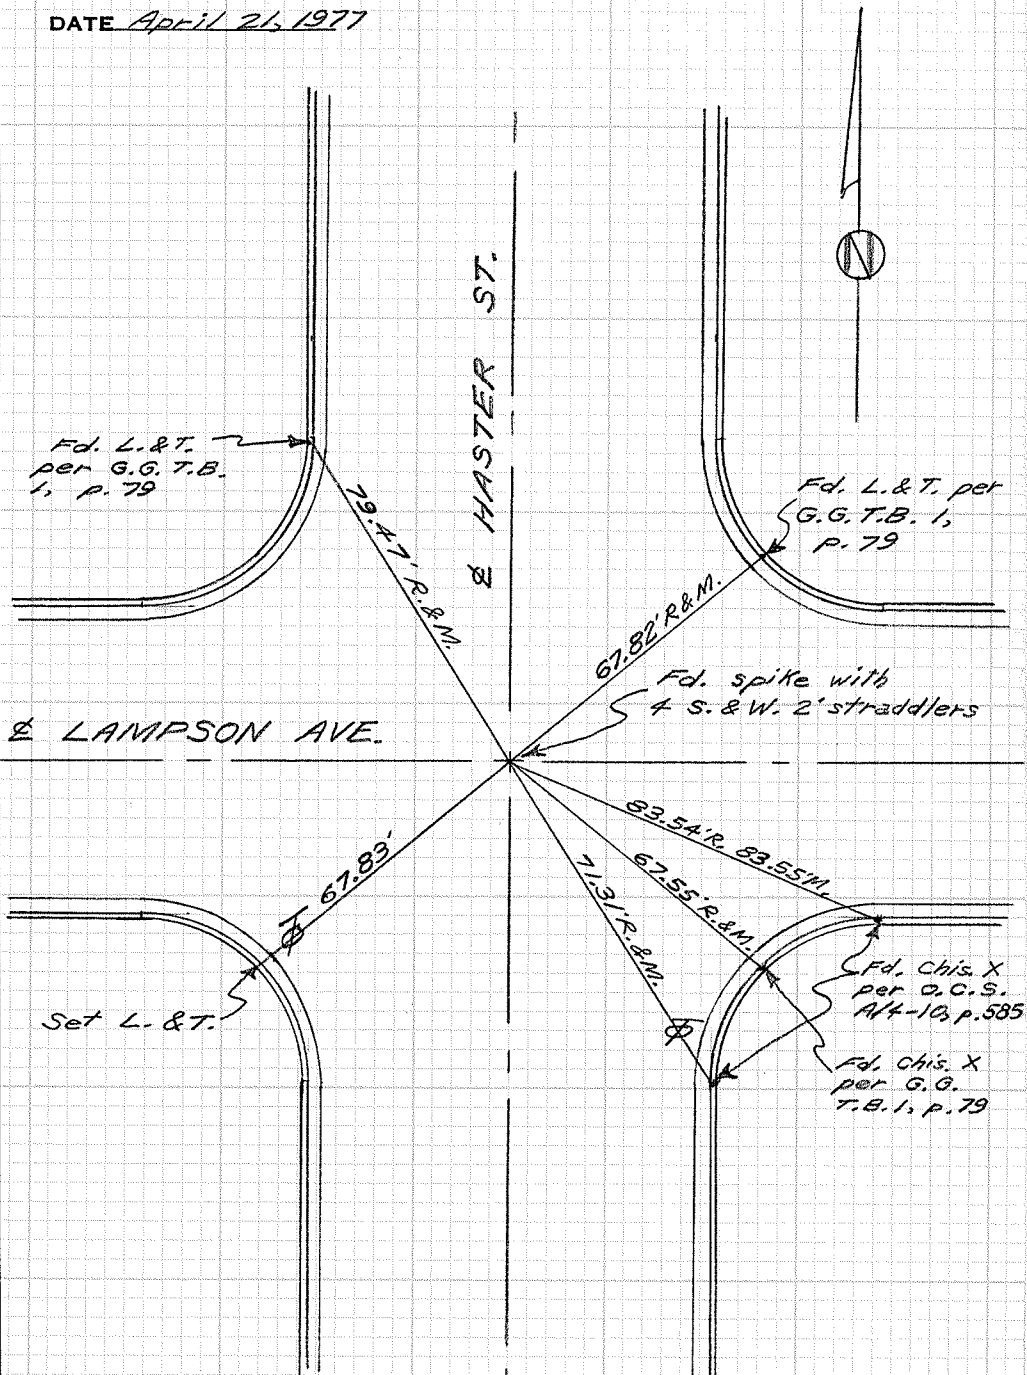 DATE April 21, 1977
N
℄ HASTER ST.
Fd. L. & T.
per G.G. T.B.
1, p. 79
Fd. L. & T. per
G.G. T.B. 1,
p. 79
79.47' R.&M.
67.82' R&M.
Fd. spike with
4 S. & W. 2' straddlers
℄ LAMPSON AVE.
83.54'R. 83.55'M.
67.55' R.&M.
71.31' R.&M.
67.83'
Set L. & T.
Fd. Chis. X
per O.C.S.
A14-10, p.585
Fd. Chis. X
per G.G.
T.B. 1, p. 79